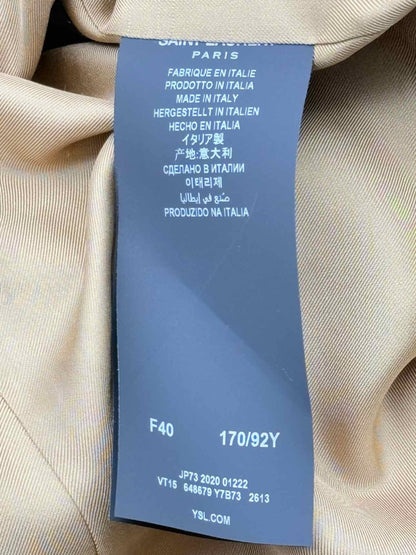 SAINT LAURENT
PARIS
FABRIQUE EN ITALIE
PRODOTTO IN ITALIA
MADE IN ITALY
HERGESTELLT IN ITALIEN
HECHO EN ITALIA
イタリア製
产地:意大利
СДЕЛАНО В ИТАЛИИ
이태리제
صنع في إيطاليا
PRODUZIDO NA ITALIA
F40 170/92Y
JP73 2020 01222
VT15 648679 Y7B73 2613
YSL.COM